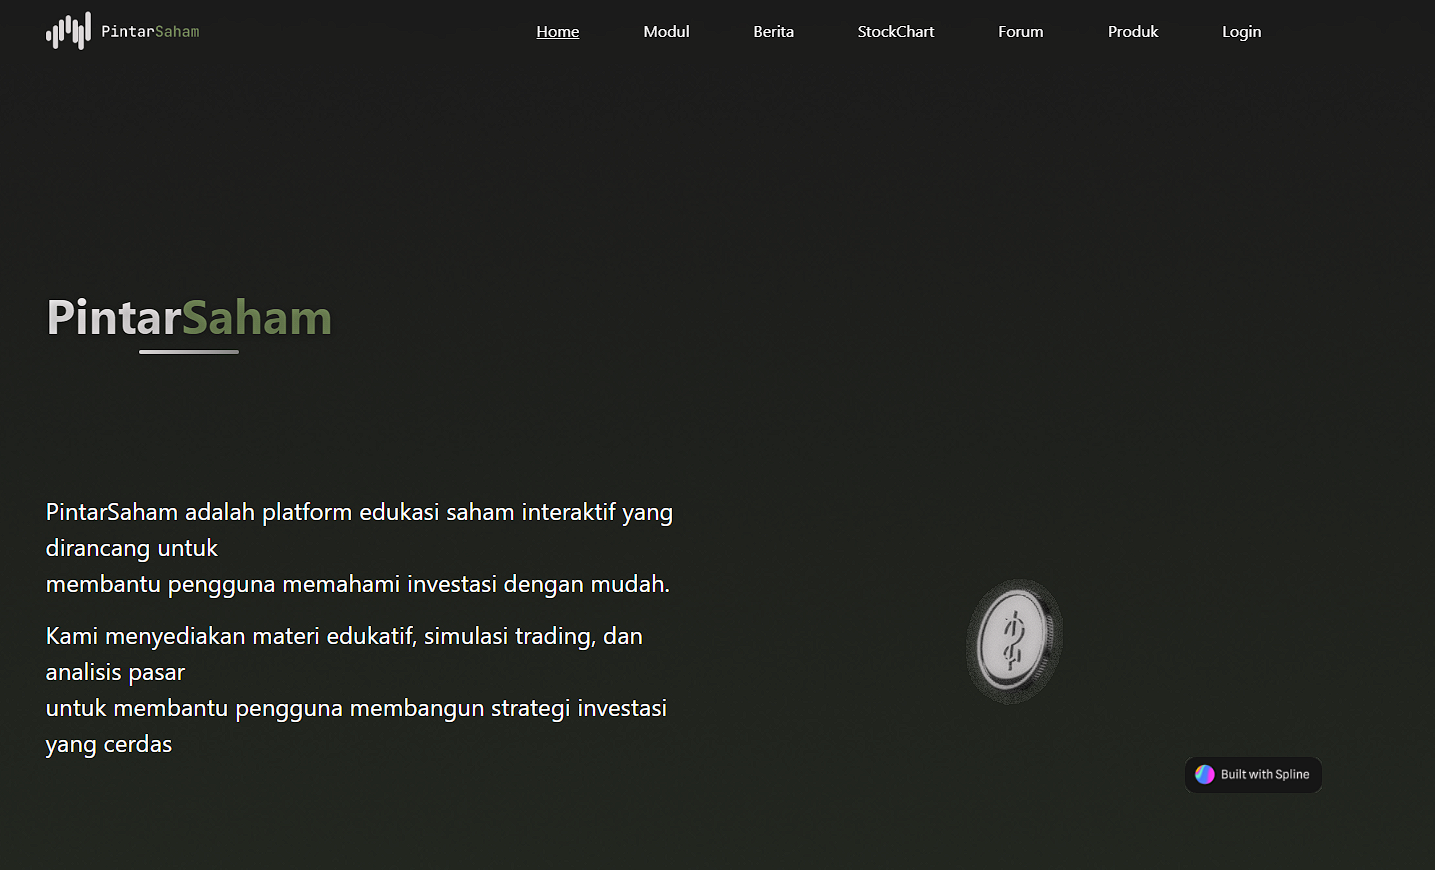 PintarSaham
Home
Modul
Berita
StockChart
Forum
Produk
Login
PintarSaham
PintarSaham adalah platform edukasi saham interaktif yang
dirancang untuk
membantu pengguna memahami investasi dengan mudah.
Kami menyediakan materi edukatif, simulasi trading, dan
analisis pasar
untuk membantu pengguna membangun strategi investasi
yang cerdas
$
Built with Spline